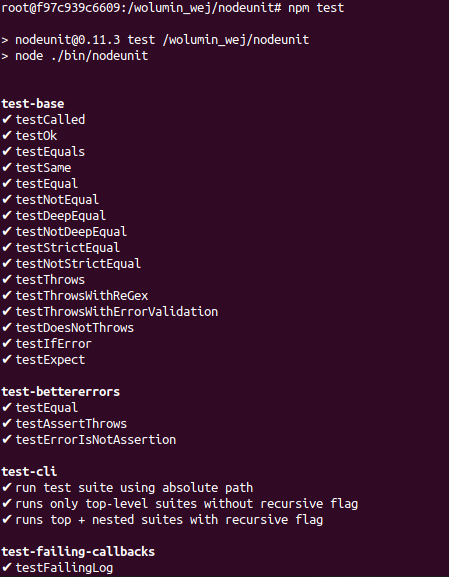 root@f97c939c6609:/wolumin_wej/nodeunit# npm test
> nodeunit@0.11.3 test /wolumin_wej/nodeunit
> node ./bin/nodeunit
test-base
✔ testCalled
✔ testOk
✔ testEquals
✔ testSame
✔ testEqual
✔ testNotEqual
✔ testDeepEqual
✔ testNotDeepEqual
✔ testStrictEqual
✔ testNotStrictEqual
✔ testThrows
✔ testThrowsWithReGex
✔ testThrowsWithErrorValidation
✔ testDoesNotThrows
✔ testIfError
✔ testExpect
test-bettererrors
✔ testEqual
✔ testAssertThrows
✔ testErrorIsNotAssertion
test-cli
✔ run test suite using absolute path
✔ runs only top-level suites without recursive flag
✔ runs top + nested suites with recursive flag
test-failing-callbacks
✔ testFailingLog